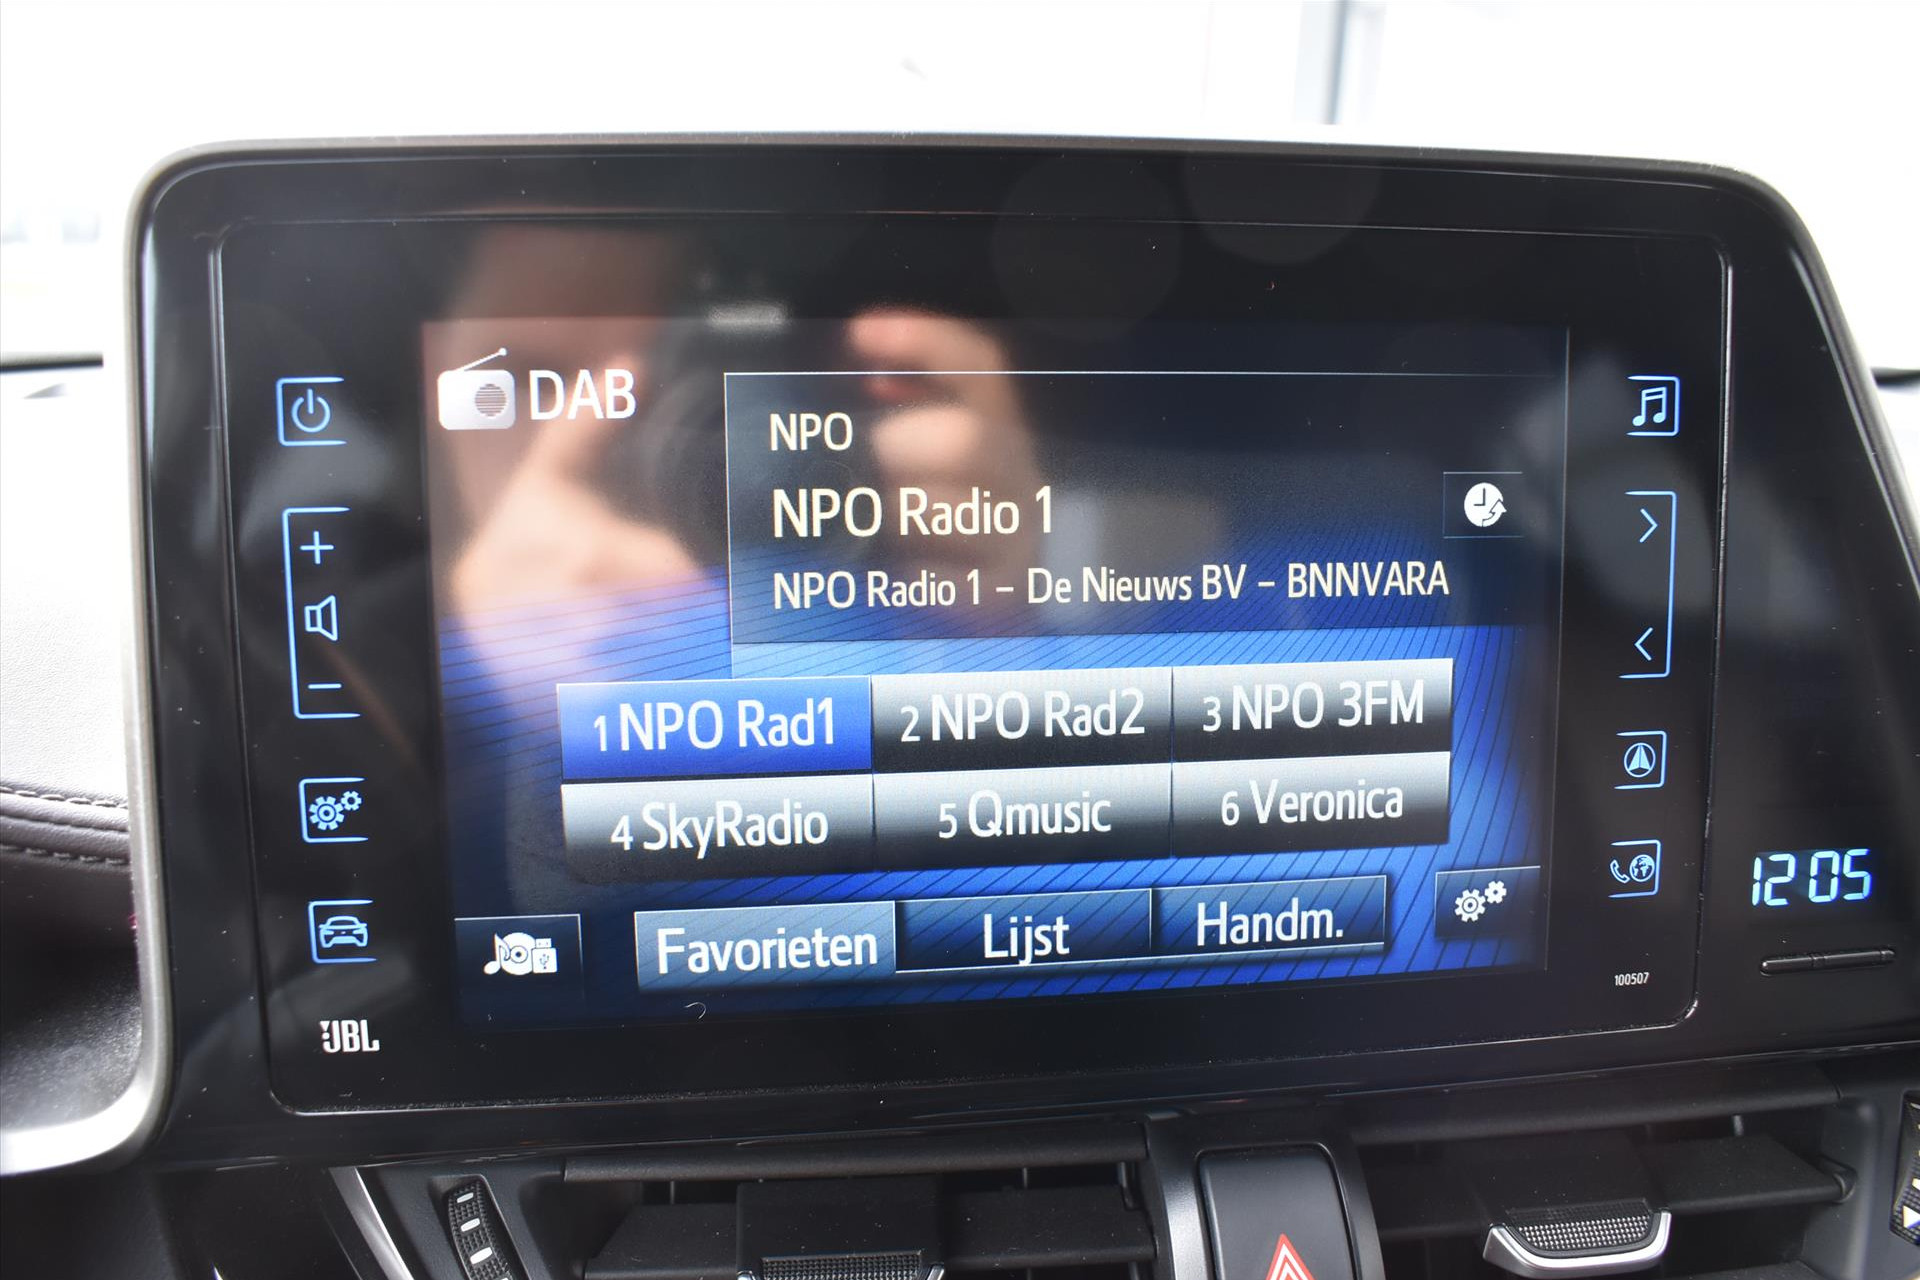 DAB
NPO
NPO Radio 1
NPO Radio 1 – De Nieuws BV – BNNVARA
1 NPO Rad1
2 NPO Rad2
3 NPO 3FM
4 SkyRadio
5 Qmusic
6 Veronica
Favorieten
Lijst
Handm.
JBL
100507
12:05